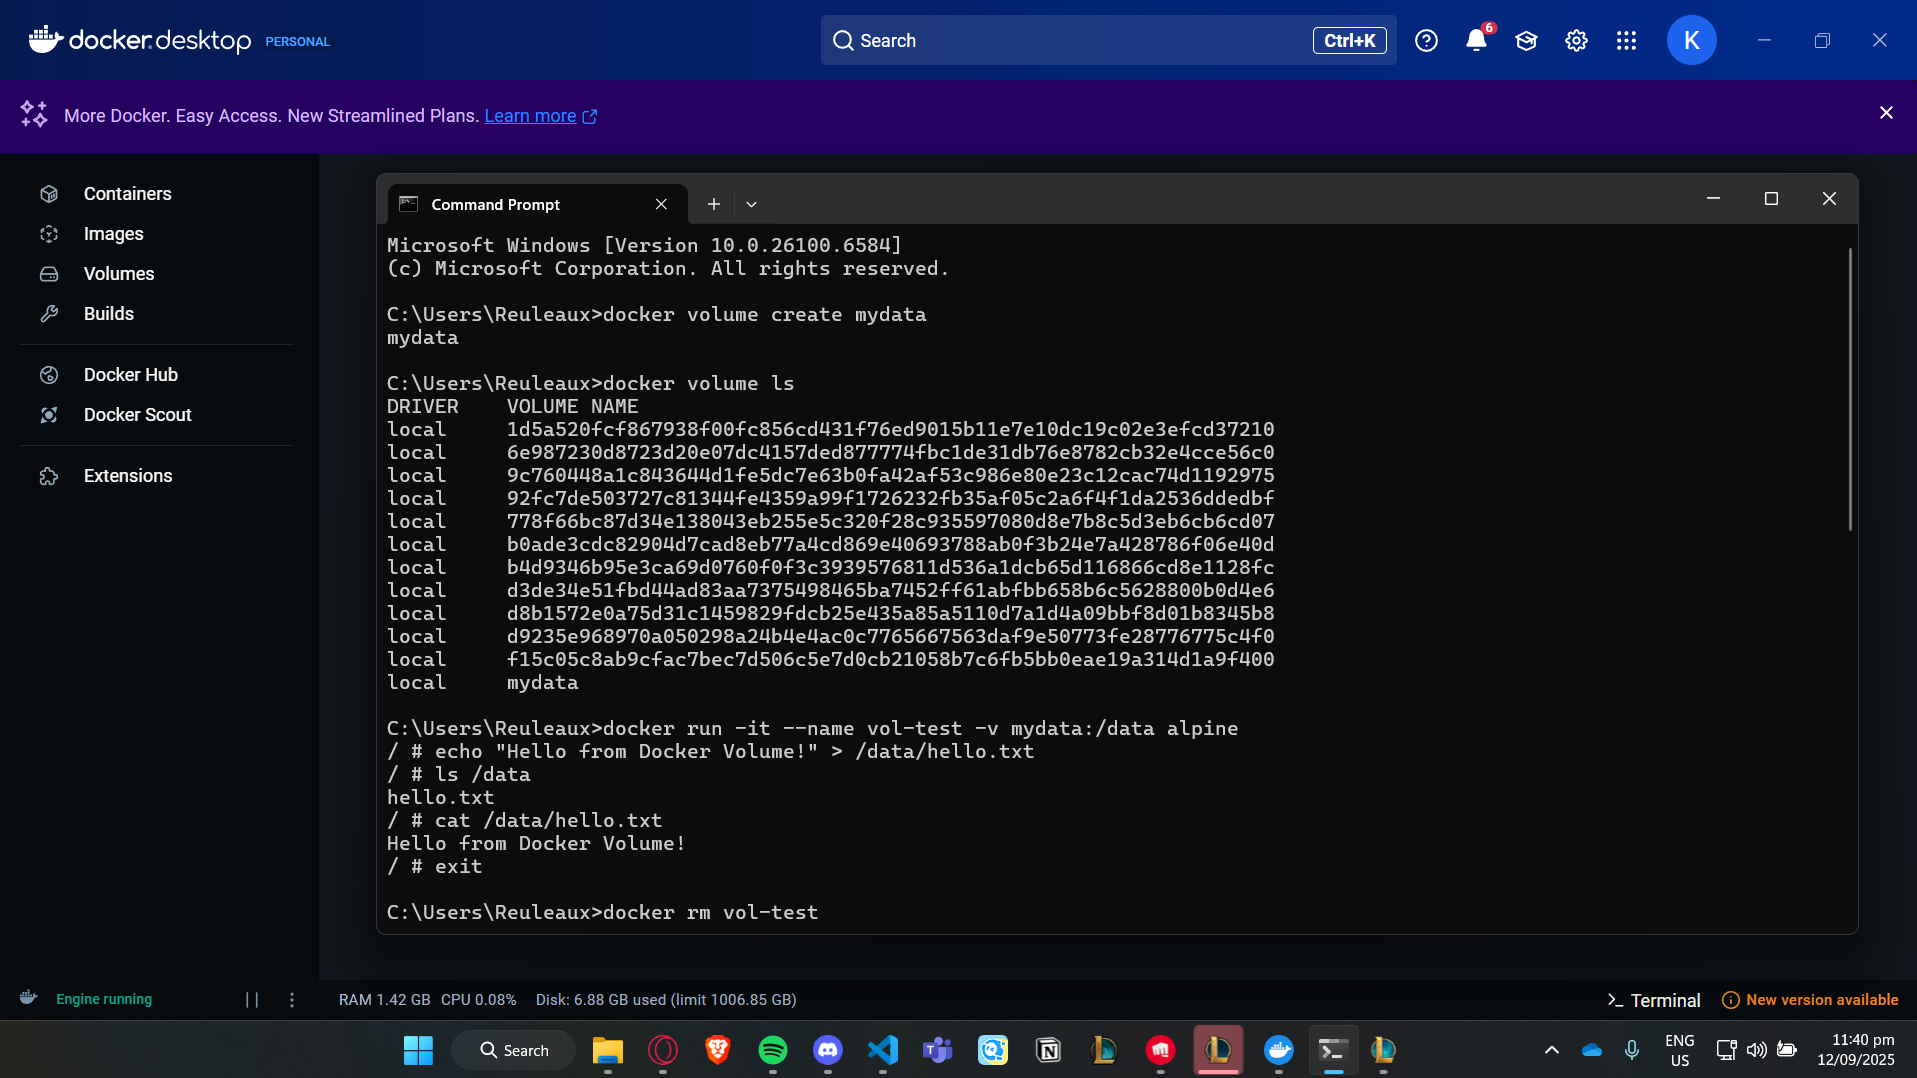 docker.desktop PERSONAL
Search Ctrl+K
6
K
More Docker. Easy Access. New Streamlined Plans. Learn more
Containers
Images
Volumes
Builds
Docker Hub
Docker Scout
Extensions
Command Prompt
Microsoft Windows [Version 10.0.26100.6584]
(c) Microsoft Corporation. All rights reserved.
C:\Users\Reuleaux>docker volume create mydata
mydata
C:\Users\Reuleaux>docker volume ls
DRIVER    VOLUME NAME
local     1d5a520fcf867938f00fc856cd431f76ed9015b11e7e10dc19c02e3efcd37210
local     6e987230d8723d20e07dc4157ded877774fbc1de31db76e8782cb32e4cce56c0
local     9c760448a1c843644d1fe5dc7e63b0fa42af53c986e80e23c12cac74d1192975
local     92fc7de503727c81344fe4359a99f1726232fb35af05c2a6f4f1da2536ddedbf
local     778f66bc87d34e138043eb255e5c320f28c935597080d8e7b8c5d3eb6cb6cd07
local     b0ade3cdc82904d7cad8eb77a4cd869e40693788ab0f3b24e7a428786f06e40d
local     b4d9346b95e3ca69d0760f0f3c3939576811d536a1dcb65d116866cd8e1128fc
local     d3de34e51fbd44ad83aa7375498465ba7452ff61abfbb658b6c5628800b0d4e6
local     d8b1572e0a75d31c1459829fdcb25e435a85a5110d7a1d4a09bbf8d01b8345b8
local     d9235e968970a050298a24b4e4ac0c7765667563daf9e50773fe28776775c4f0
local     f15c05c8ab9cfac7bec7d506c5e7d0cb21058b7c6fb5bb0eae19a314d1a9f400
local     mydata
C:\Users\Reuleaux>docker run -it --name vol-test -v mydata:/data alpine
/ # echo "Hello from Docker Volume!" > /data/hello.txt
/ # ls /data
hello.txt
/ # cat /data/hello.txt
Hello from Docker Volume!
/ # exit
C:\Users\Reuleaux>docker rm vol-test
Engine running
RAM 1.42 GB CPU 0.08% Disk: 6.88 GB used (limit 1006.85 GB)
Terminal
New version available
Search
ENG
US
11:40 pm
12/09/2025